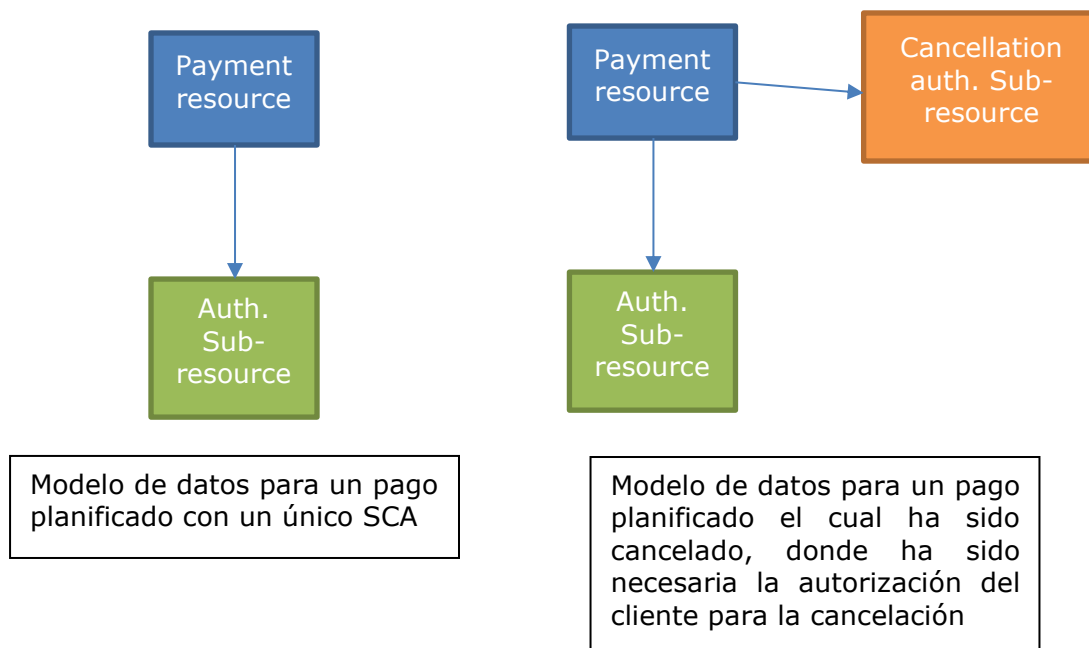 Payment
resource
Auth.
Sub-
resource
Modelo de datos para un pago
planificado con un único SCA
Payment
resource
Cancellation
auth. Sub-
resource
Auth.
Sub-
resource
Modelo de datos para un pago
planificado el cual ha sido
cancelado, donde ha sido
necesaria la autorización del
cliente para la cancelación